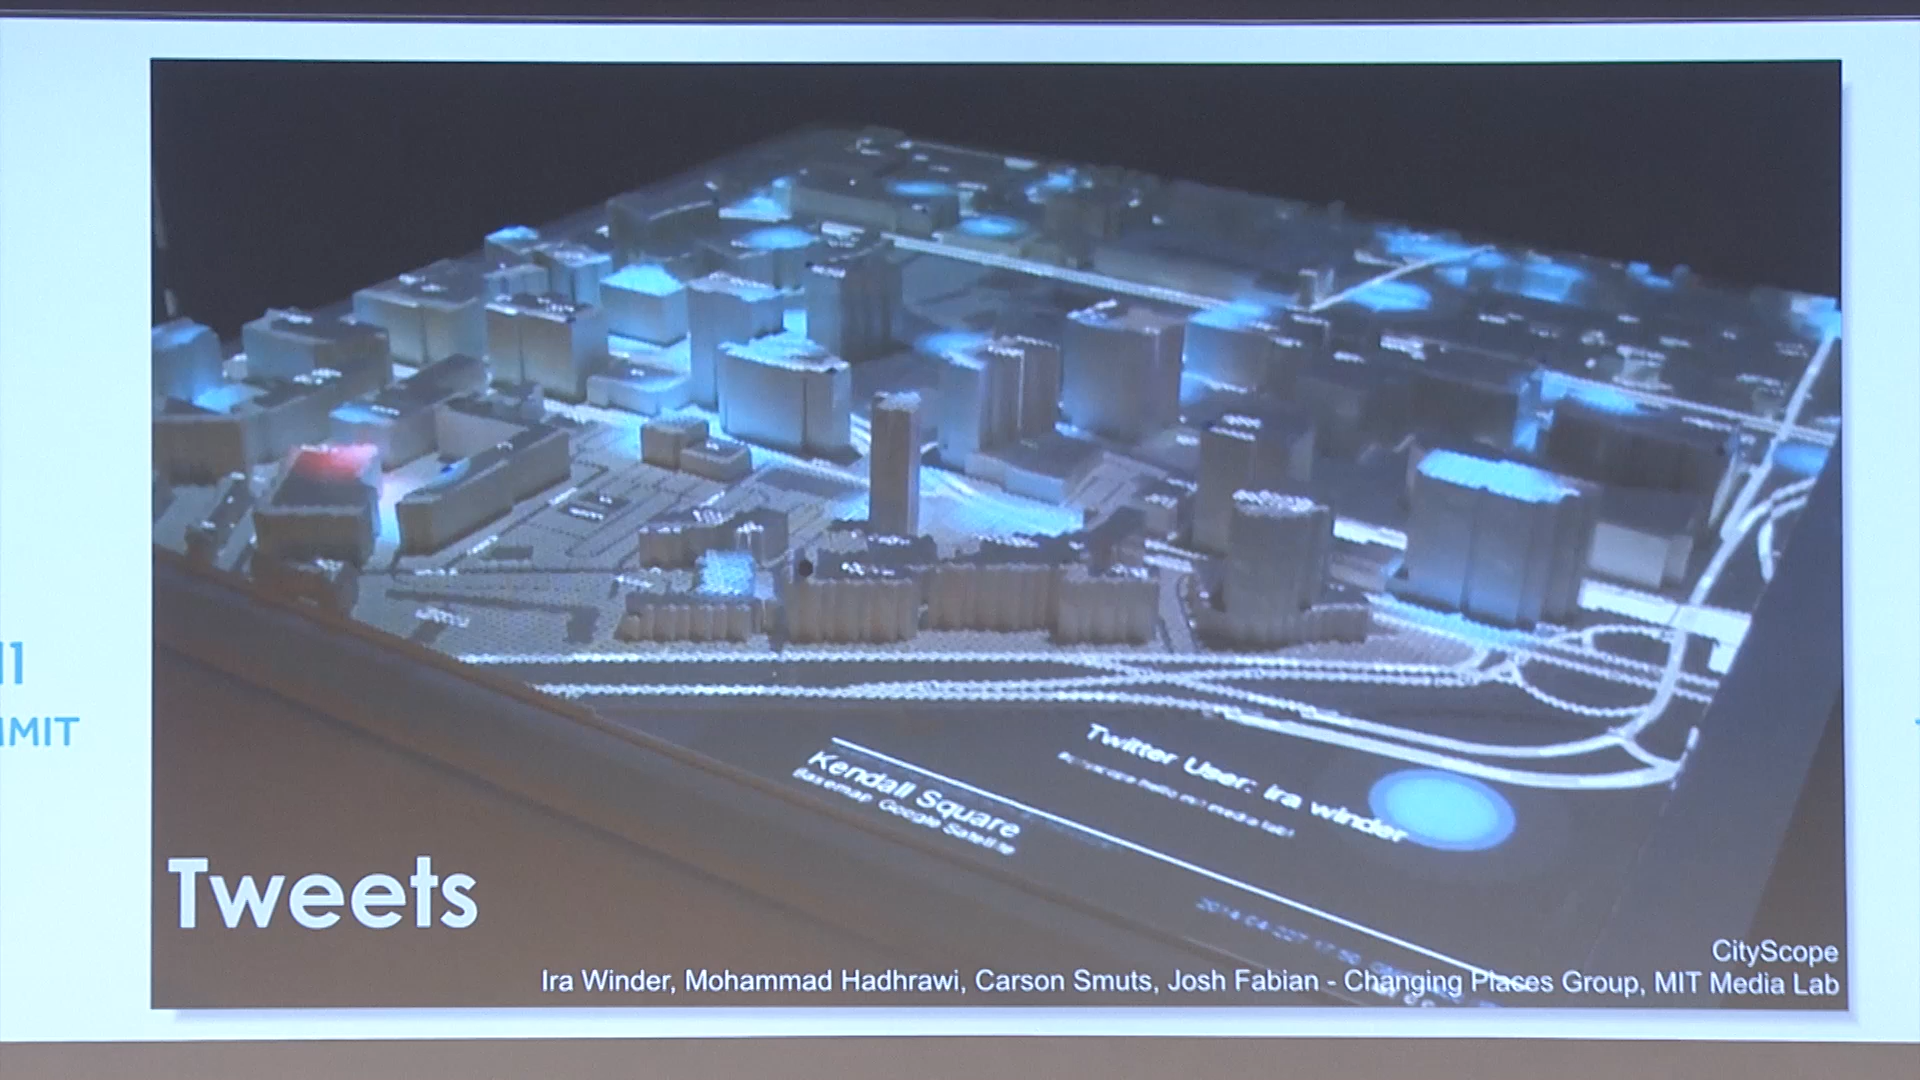 MIT
Twitter User: ira winder
Kendall Square
Basemap: Google Satellite
Tweets
CityScope
Ira Winder, Mohammad Hadhrawi, Carson Smuts, Josh Fabian - Changing Places Group, MIT Media Lab